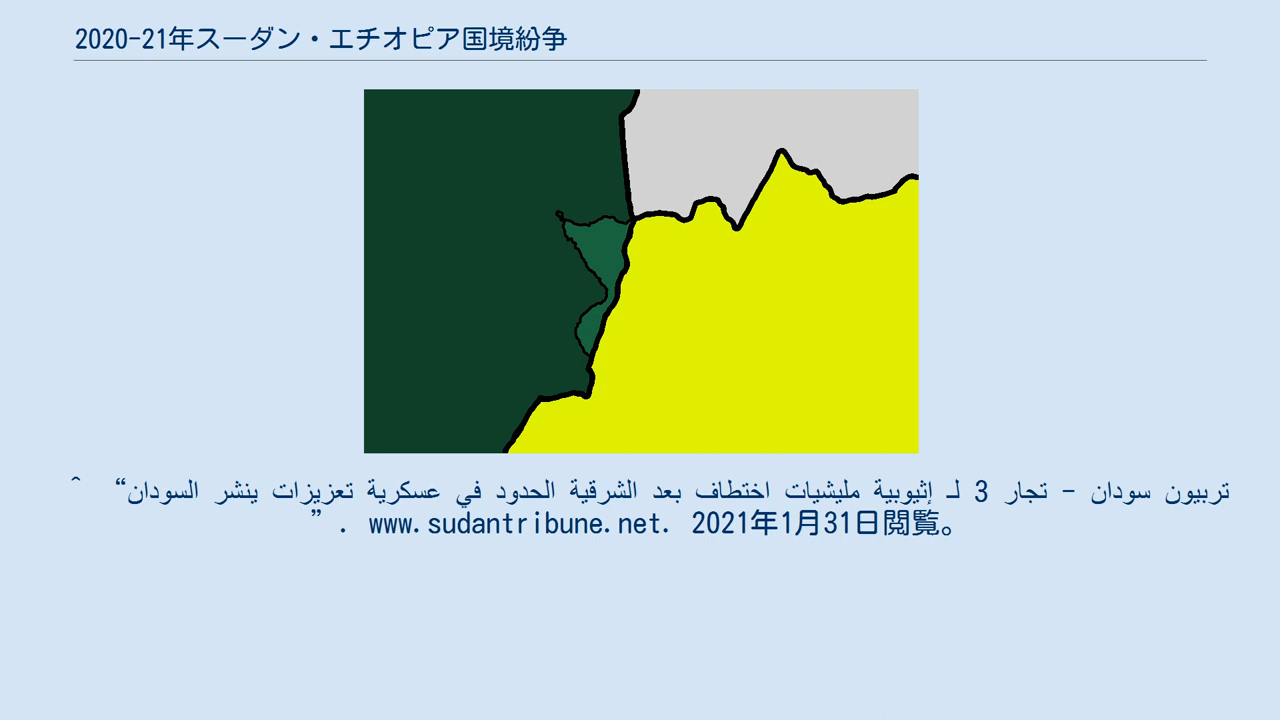 2020-21年スーダン・エチオピア国境紛争
^ “السودان ينشر تعزيزات عسكرية في الحدود الشرقية بعد اختطاف مليشيات إثيوبية لـ 3 تجار - سودان تربيون
”. www.sudantribune.net. 2021年1月31日閲覧。